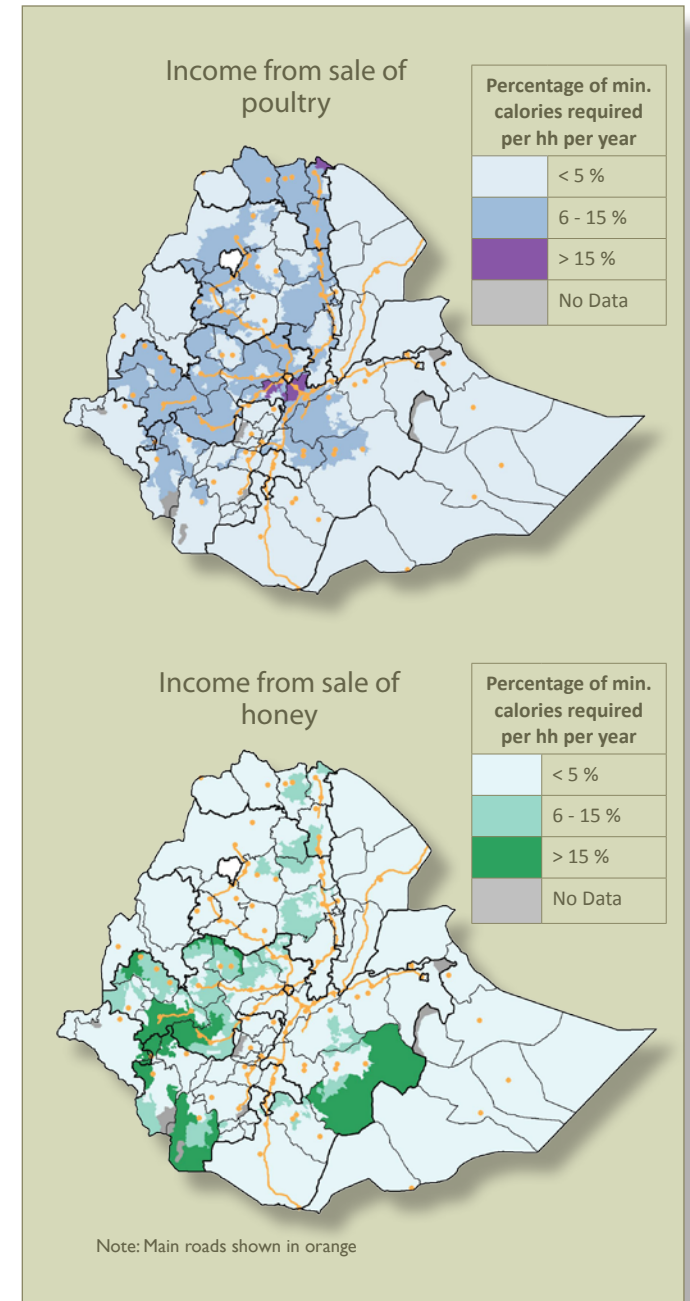 Income from sale of
poultry
Percentage of min.
calories required
per hh per year
< 5 %
6 - 15 %
> 15 %
No Data
Income from sale of
honey
Percentage of min.
calories required
per hh per year
< 5 %
6 - 15 %
> 15 %
No Data
Note: Main roads shown in orange